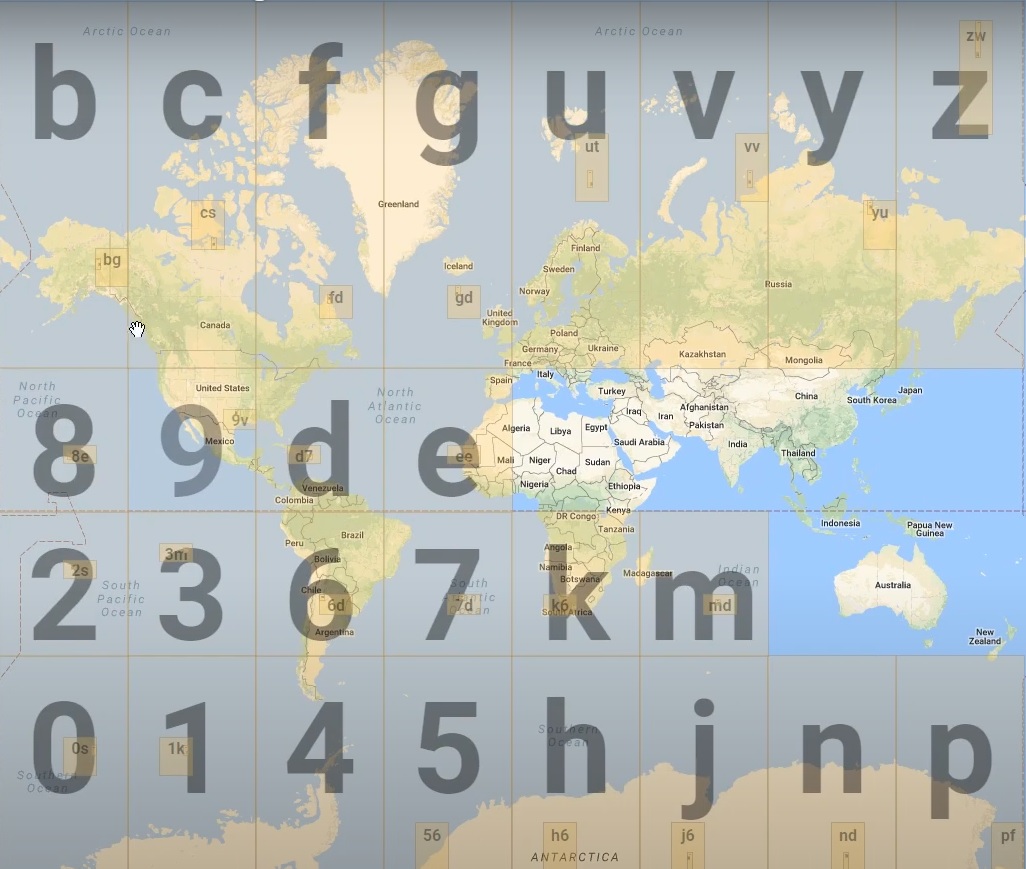 Arctic Ocean
Arctic Ocean
zw
b c f g u v y z
ut
vv
cs
yu
Greenland
bg
Finland
Iceland
Sweden
Russia
fd
gd
Norway
United
Kingdom
Canada
Poland
Germany
Ukraine
Kazakhstan
Mongolia
France
Spain
Italy
North
Pacific
Ocean
United States
North
Atlantic
Ocean
Turkey
China
Japan
South Korea
Iraq
Iran
Afghanistan
Pakistan
8 9 d e
9v
Algeria
Libya
Egypt
Saudi Arabia
India
Mexico
8e
d7
ee
Mali
Niger
Chad
Sudan
Thailand
Nigeria
Ethiopia
Venezuela
Colombia
Kenya
DR Congo
Indonesia
Papua New
Guinea
Tanzania
Peru
Brazil
Angola
3m
Bolivia
2 3 6 7 k m
2s
Namibia
Botswana
Madagascar
Indian
Ocean
South
Pacific
Ocean
Chile
South
Australia
6d
7d
k6
South Africa
md
Argentina
New
Zealand
0 1 4 5 h j n p
0s
1k
Southern
Ocean
Southern
Ocean
56
h6
j6
nd
pf
ANTARCTICA